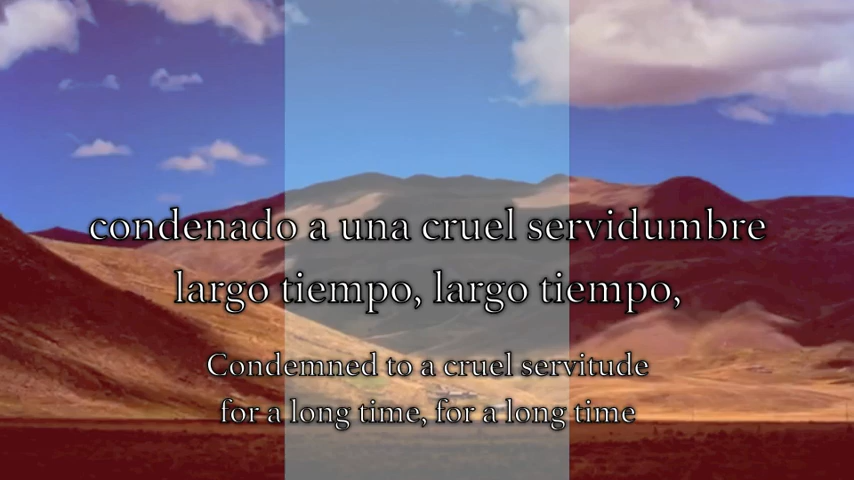 condenado a una cruel servidumbre
largo tiempo, largo tiempo,
Condemned to a cruel servitude
for a long time, for a long time